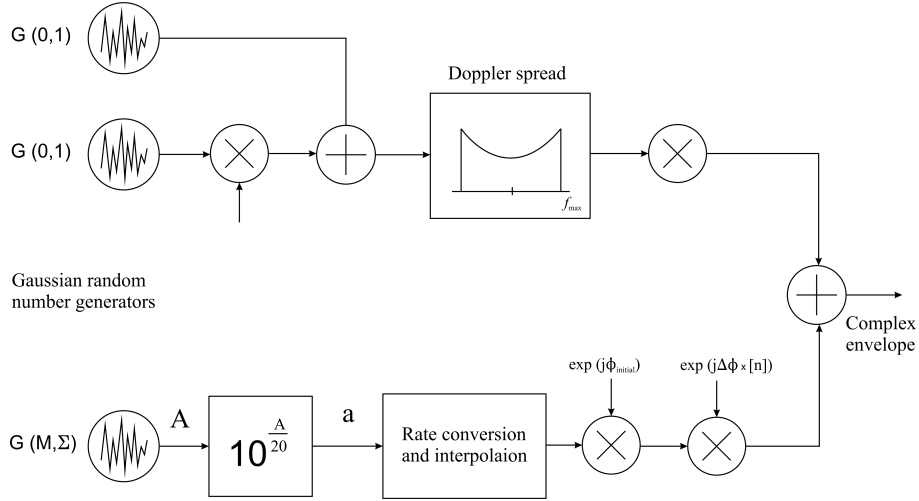 G (0,1)
Doppler spread
G (0,1)
f_max
Gaussian random
number generators
Complex
envelope
exp (jϕ_initial)
exp (jΔϕ × [n])
G (M,Σ)
A
10^(A/20)
a
Rate conversion
and interpolaion